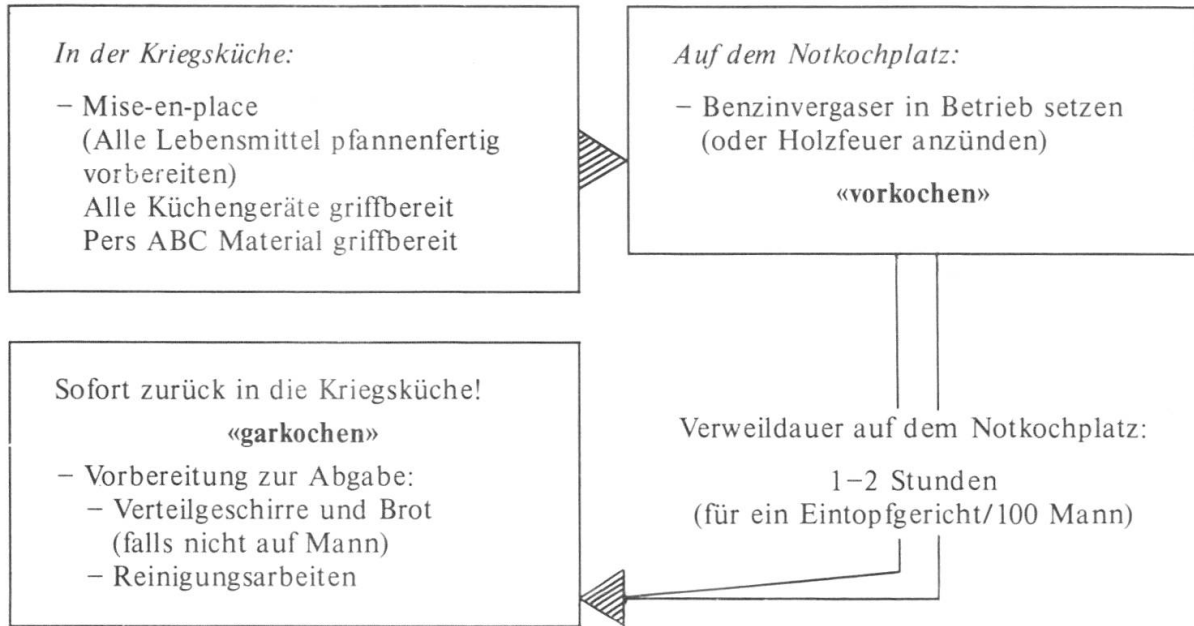 In der Kriegsküche:
– Mise-en-place
(Alle Lebensmittel pfannenfertig
vorbereiten)
Alle Küchengeräte griffbereit
Pers ABC Material griffbereit
Auf dem Notkochplatz:
– Benzinvergaser in Betrieb setzen
(oder Holzfeuer anzünden)
«vorkochen»
Verweildauer auf dem Notkochplatz:
1–2 Stunden
(für ein Eintopfgericht/100 Mann)
Sofort zurück in die Kriegsküche!
«garkochen»
– Vorbereitung zur Abgabe:
– Verteilgeschirre und Brot
(falls nicht auf Mann)
– Reinigungsarbeiten